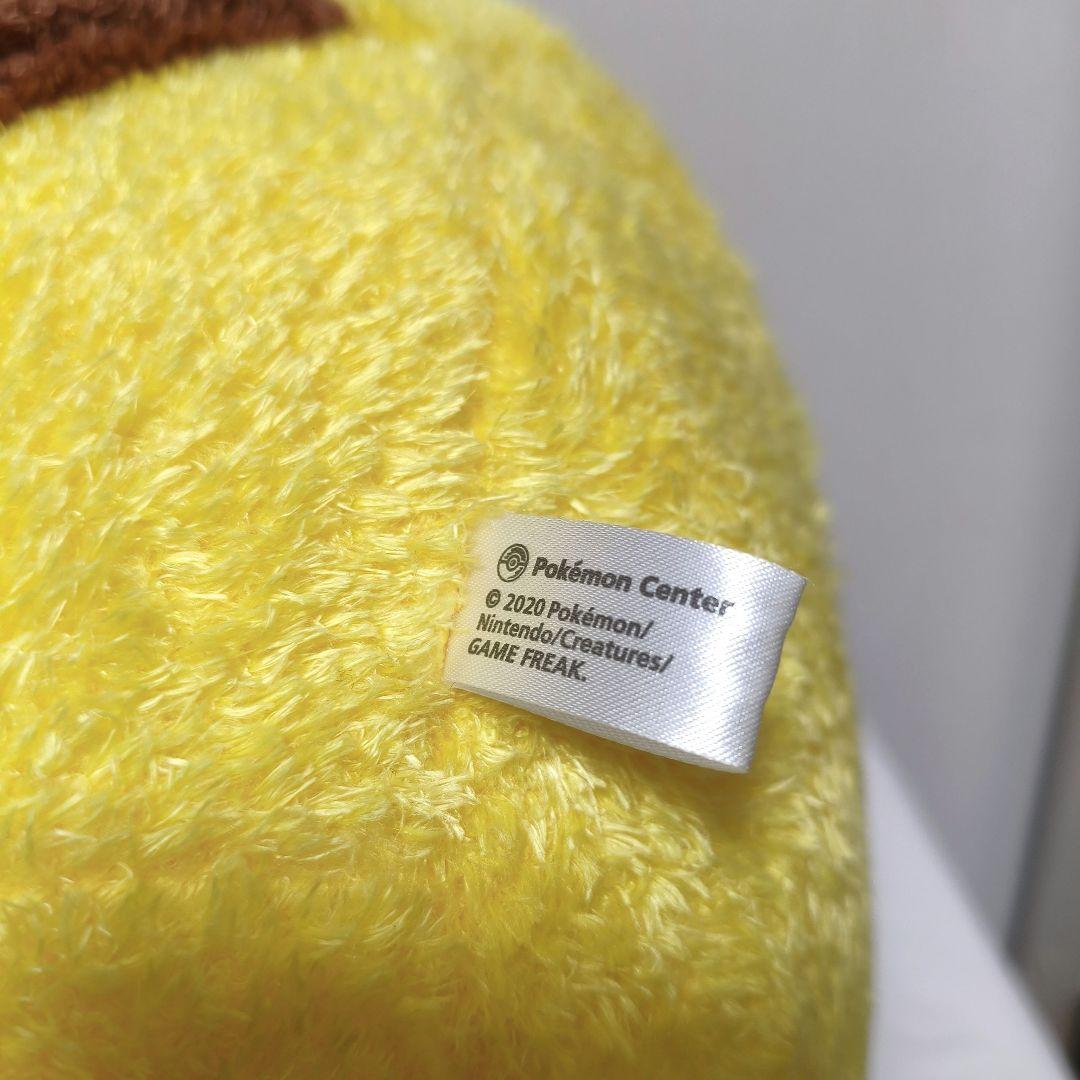 Pokémon Center
© 2020 Pokémon/
Nintendo/Creatures/
GAME FREAK.